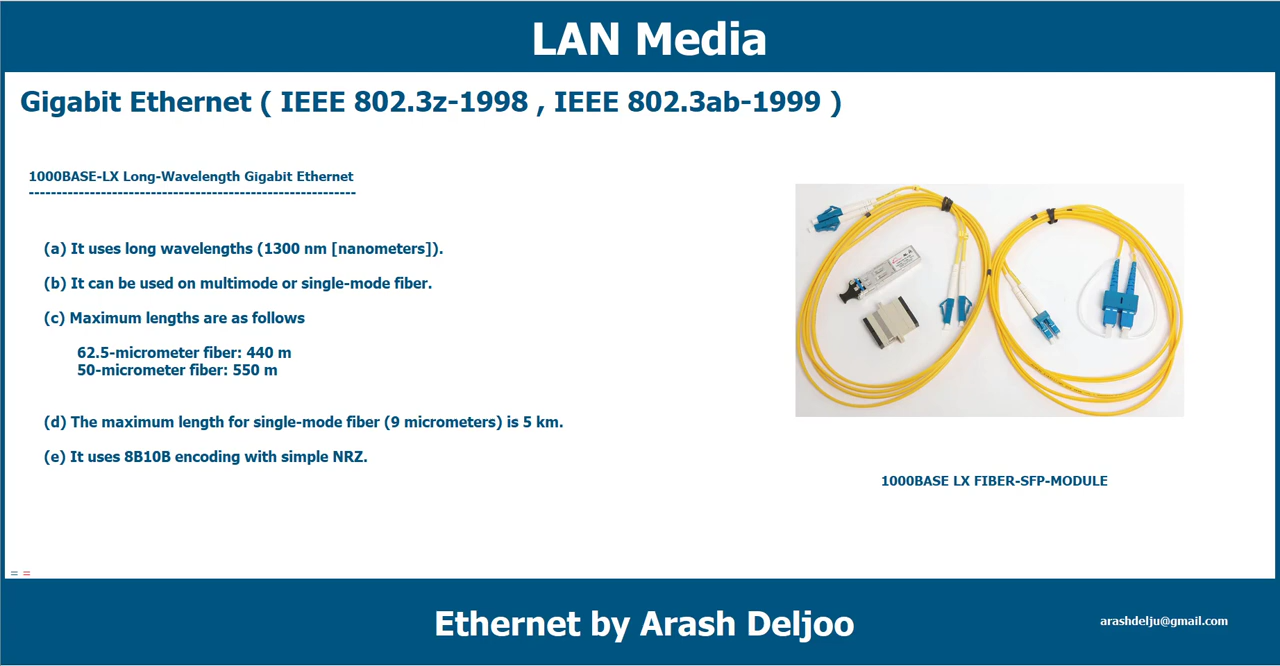 LAN Media
Gigabit Ethernet ( IEEE 802.3z-1998 , IEEE 802.3ab-1999 )
1000BASE-LX Long-Wavelength Gigabit Ethernet
-----------------------------------------------------------
(a) It uses long wavelengths (1300 nm [nanometers]).
(b) It can be used on multimode or single-mode fiber.
(c) Maximum lengths are as follows
62.5-micrometer fiber: 440 m
50-micrometer fiber: 550 m
(d) The maximum length for single-mode fiber (9 micrometers) is 5 km.
(e) It uses 8B10B encoding with simple NRZ.
1000BASE LX FIBER-SFP-MODULE
= =
Ethernet by Arash Deljoo
arashdelju@gmail.com